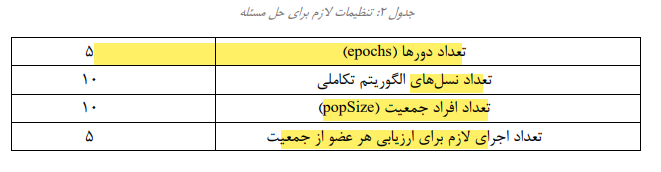 جدول ۲: تنظیمات لازم برای حل مسئله
تعداد دورها (epochs) ۵
تعداد نسل‌های الگوریتم تکاملی ۱۰
تعداد افراد جمعیت (popSize) ۱۰
تعداد اجرای لازم برای ارزیابی هر عضو از جمعیت ۵